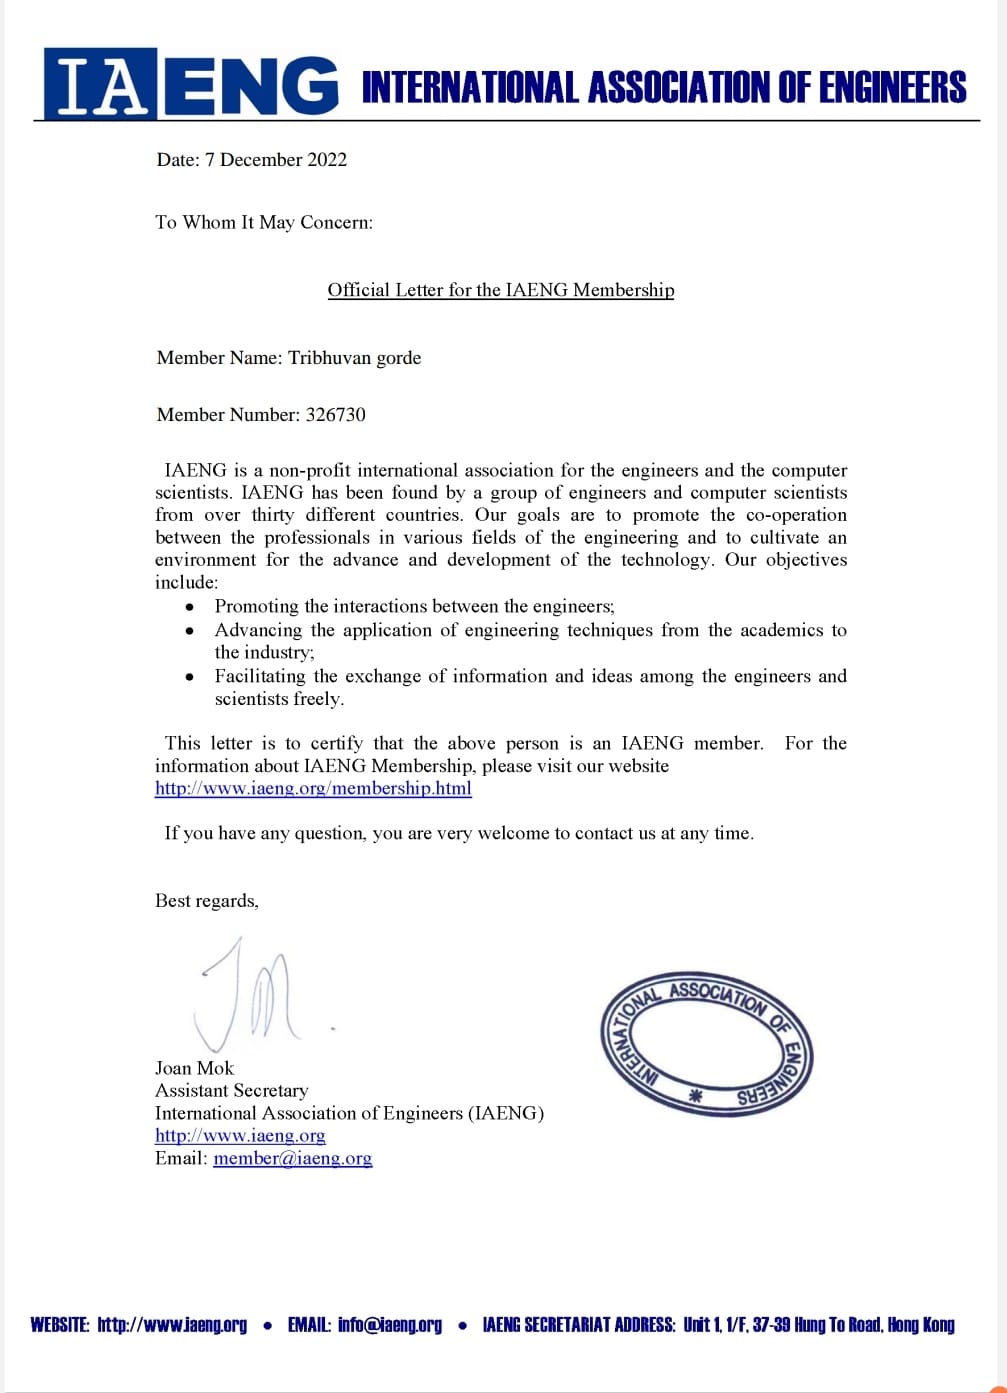 IAENG INTERNATIONAL ASSOCIATION OF ENGINEERS
Date: 7 December 2022
To Whom It May Concern:
Official Letter for the IAENG Membership
Member Name: Tribhuvan gorde
Member Number: 326730
IAENG is a non-profit international association for the engineers and the computer
scientists. IAENG has been found by a group of engineers and computer scientists
from over thirty different countries. Our goals are to promote the co-operation
between the professionals in various fields of the engineering and to cultivate an
environment for the advance and development of the technology. Our objectives
include:
• Promoting the interactions between the engineers;
• Advancing the application of engineering techniques from the academics to
the industry;
• Facilitating the exchange of information and ideas among the engineers and
scientists freely.
This letter is to certify that the above person is an IAENG member. For the
information about IAENG Membership, please visit our website
http://www.iaeng.org/membership.html
If you have any question, you are very welcome to contact us at any time.
Best regards,
JM.
INTERNATIONAL ASSOCIATION OF ENGINEERS *
Joan Mok
Assistant Secretary
International Association of Engineers (IAENG)
http://www.iaeng.org
Email: member@iaeng.org
WEBSITE: http://www.iaeng.org • EMAIL: info@iaeng.org • IAENG SECRETARIAT ADDRESS: Unit 1, 1/F, 37-39 Hung To Road, Hong Kong